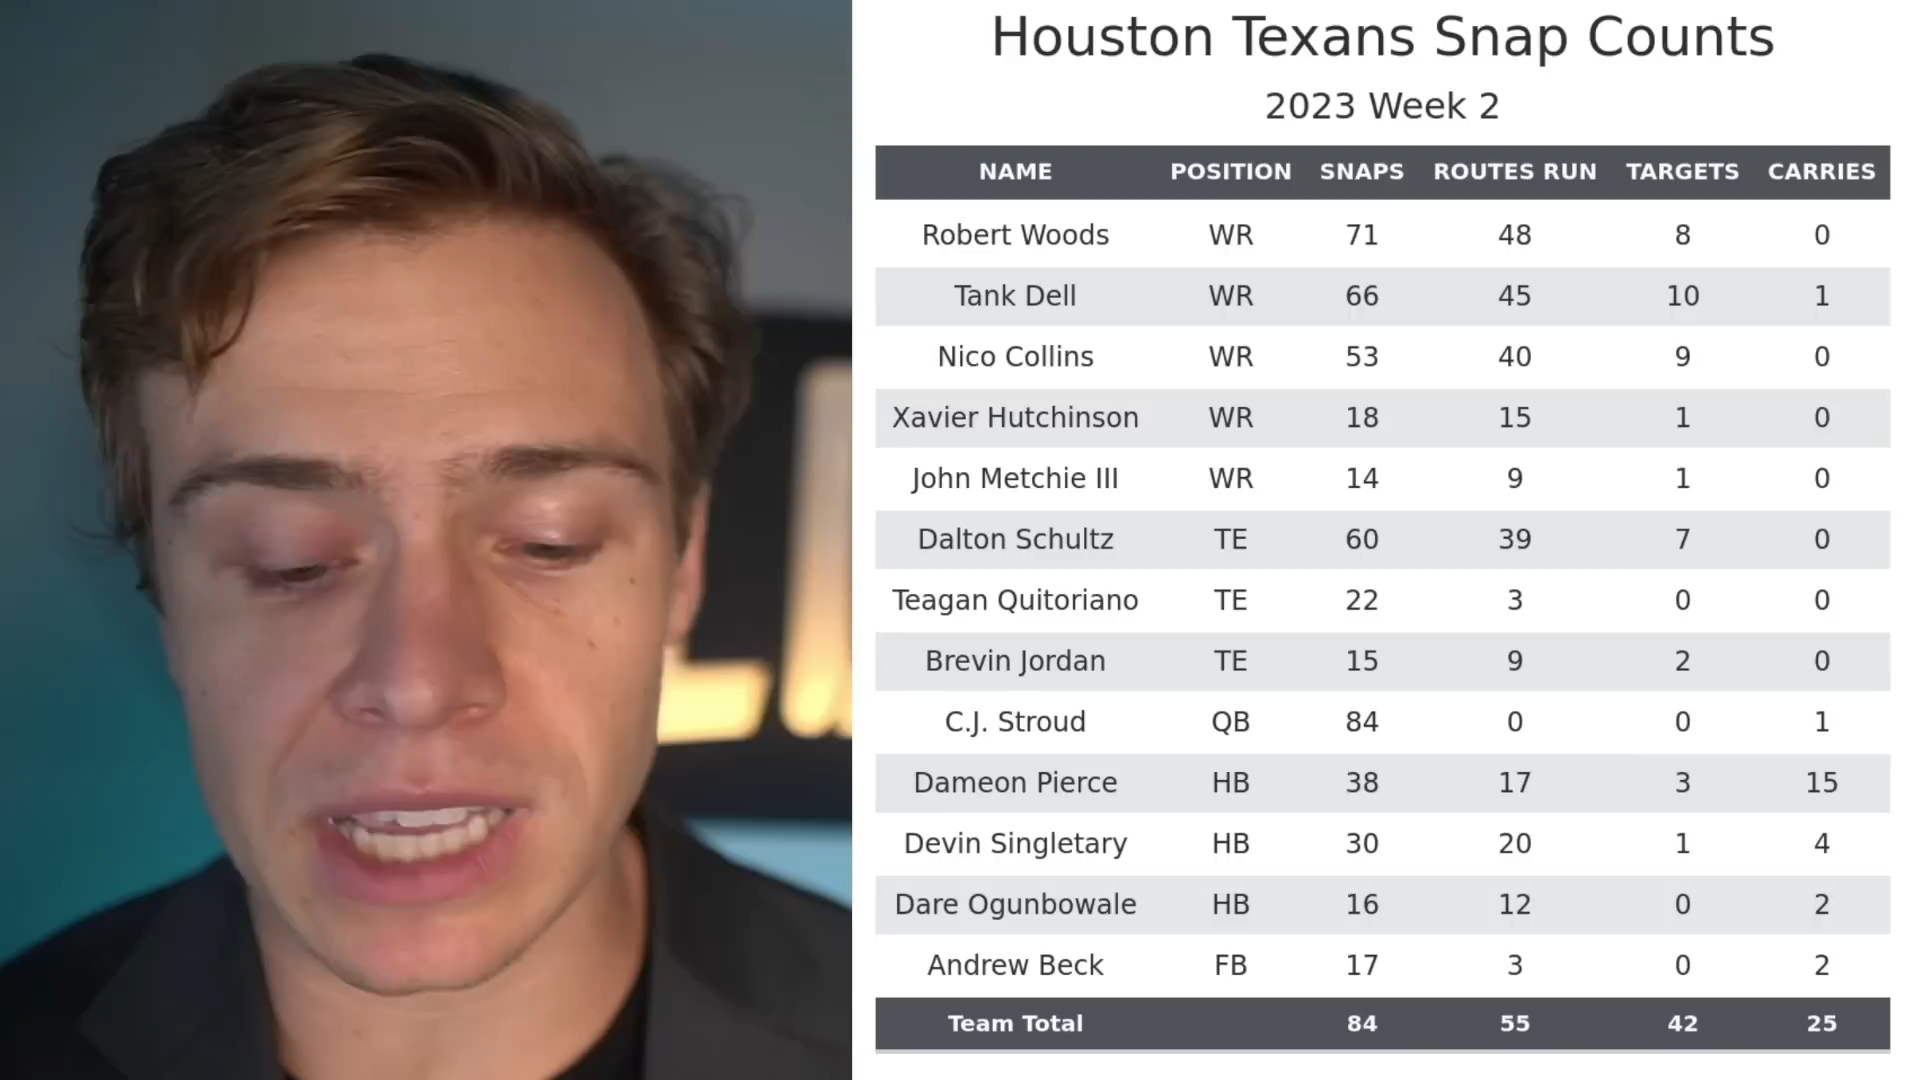 Houston Texans Snap Counts
2023 Week 2
NAME POSITION SNAPS ROUTES RUN TARGETS CARRIES
Robert Woods WR 71 48 8 0
Tank Dell WR 66 45 10 1
Nico Collins WR 53 40 9 0
Xavier Hutchinson WR 18 15 1 0
John Metchie III WR 14 9 1 0
Dalton Schultz TE 60 39 7 0
Teagan Quitoriano TE 22 3 0 0
Brevin Jordan TE 15 9 2 0
C.J. Stroud QB 84 0 0 1
Dameon Pierce HB 38 17 3 15
Devin Singletary HB 30 20 1 4
Dare Ogunbowale HB 16 12 0 2
Andrew Beck FB 17 3 0 2
Team Total 84 55 42 25